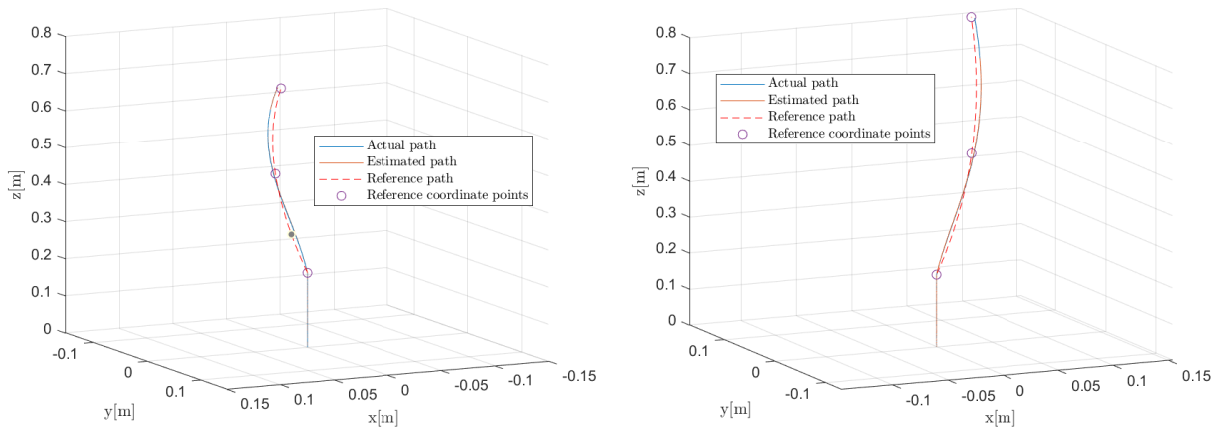 0.8
0.7
0.6
0.5
0.4
0.3
0.2
0.1
0
z[m]
-0.1
0
0.1
y[m]
0.15
0.1
0.05
0
-0.05
-0.1
-0.15
x[m]
Actual path
Estimated path
Reference path
Reference coordinate points
0.8
0.7
0.6
0.5
0.4
0.3
0.2
0.1
0
z[m]
0.1
0
-0.1
y[m]
-0.1
-0.05
0
0.05
0.1
0.15
x[m]
Actual path
Estimated path
Reference path
Reference coordinate points